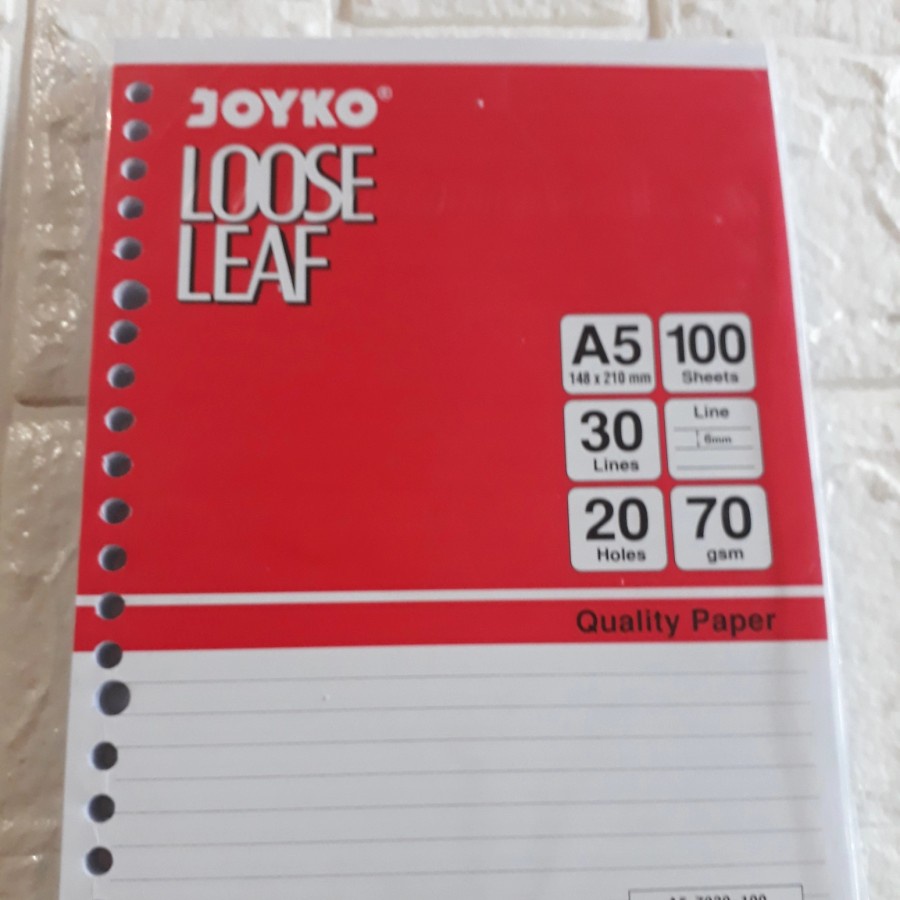 JOYKO®
LOOSE
LEAF
A5
148 x 210 mm
100
Sheets
30
Lines
Line
6mm
20
Holes
70
gsm
Quality Paper